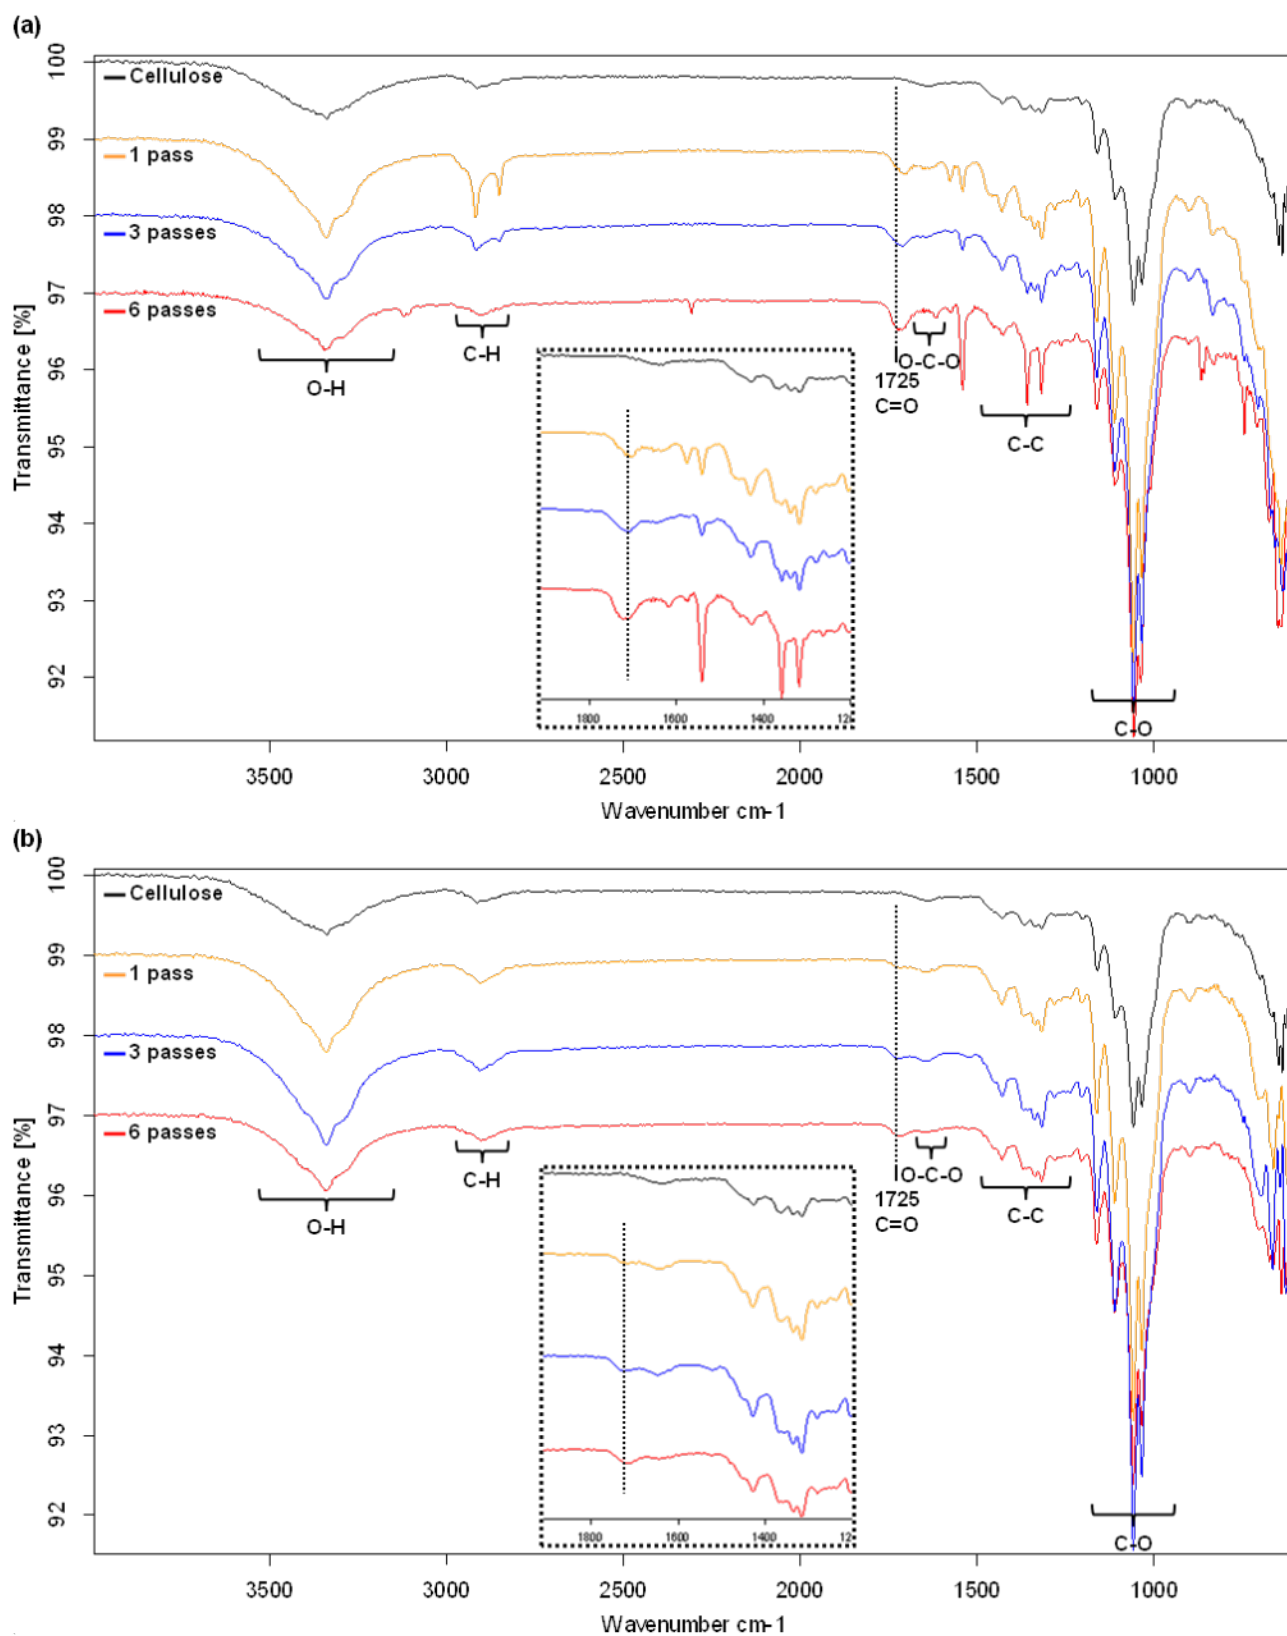 (a)
100
Cellulose
99
1 pass
98
3 passes
97
6 passes
C-H
O-H
O-C-O
1725
C=O
C-C
96
95
94
93
92
Transmittance [%]
1800 1600 1400 120
C-O
3500 3000 2500 2000 1500 1000
Wavenumber cm-1
(b)
100
Cellulose
99
1 pass
98
3 passes
97
6 passes
C-H
O-H
O-C-O
1725
C=O
C-C
96
95
94
93
92
Transmittance [%]
1800 1600 1400 120
C-O
3500 3000 2500 2000 1500 1000
Wavenumber cm-1